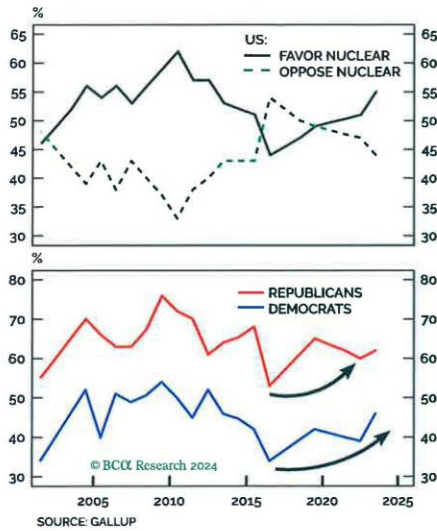 %
US:
FAVOR NUCLEAR
OPPOSE NUCLEAR
65 65
60 60
55 55
50 50
45 45
40 40
35 35
30 30
%
80 80
REPUBLICANS
DEMOCRATS
70 70
60 60
50 50
40 40
30 30
© BCα Research 2024
2005 2010 2015 2020 2025
SOURCE: GALLUP